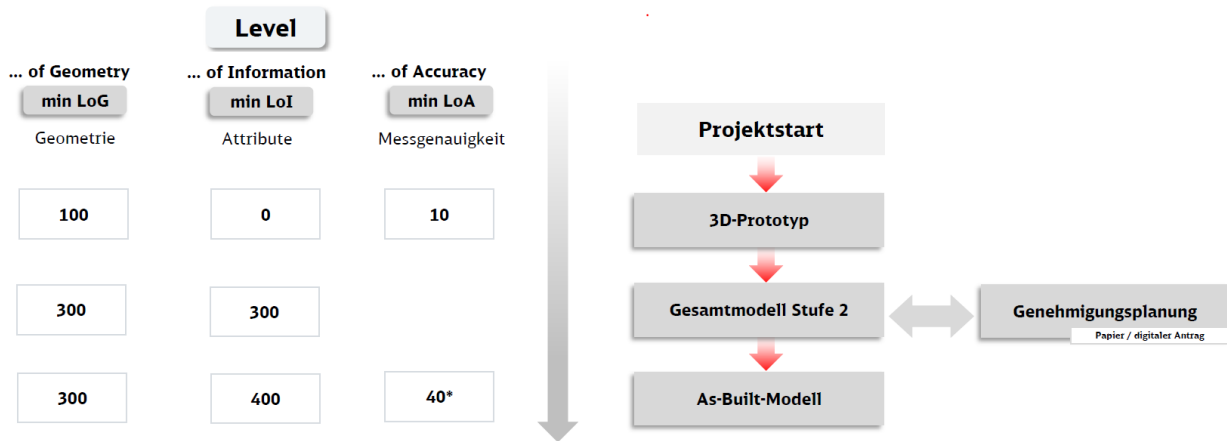 Level
... of Geometry
... of Information
... of Accuracy
min LoG
min LoI
min LoA
Geometrie
Attribute
Messgenauigkeit
Projektstart
100
0
10
3D-Prototyp
300
300
Gesamtmodell Stufe 2
Genehmigungsplanung
Papier / digitaler Antrag
300
400
40*
As-Built-Modell